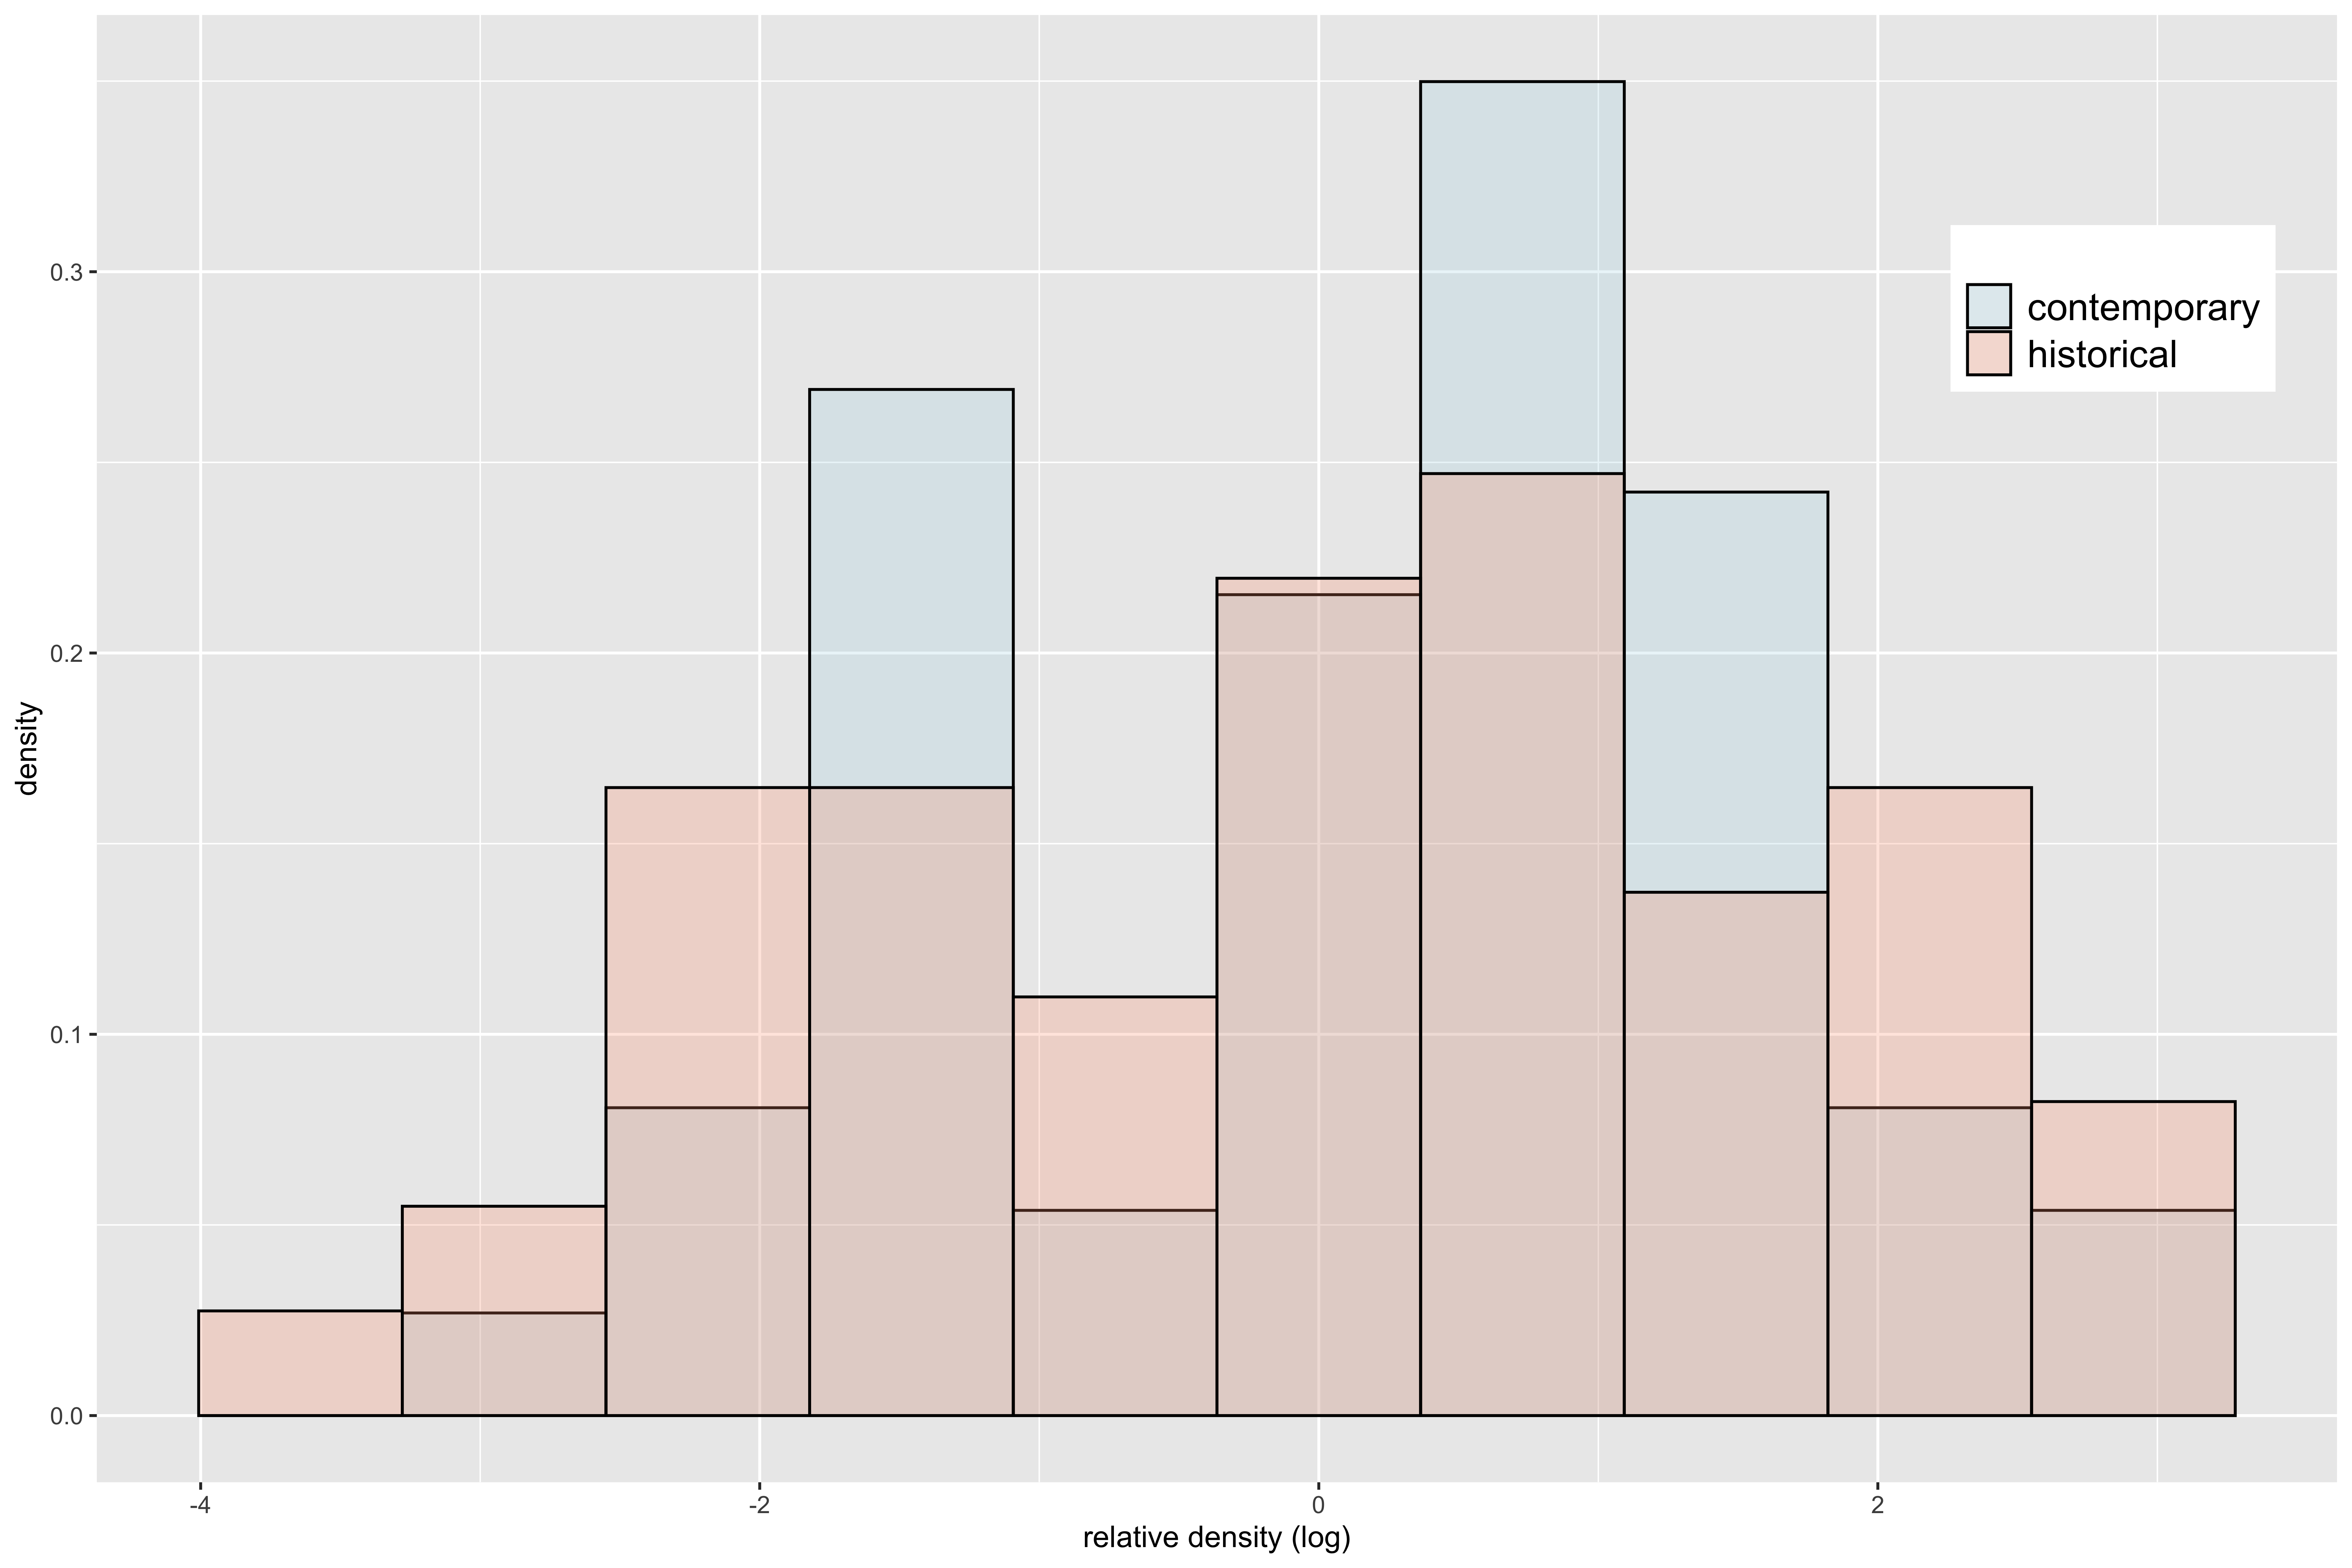 0.3
0.2
0.1
0.0
density
contemporary
historical
-4
-2
0
2
relative density (log)